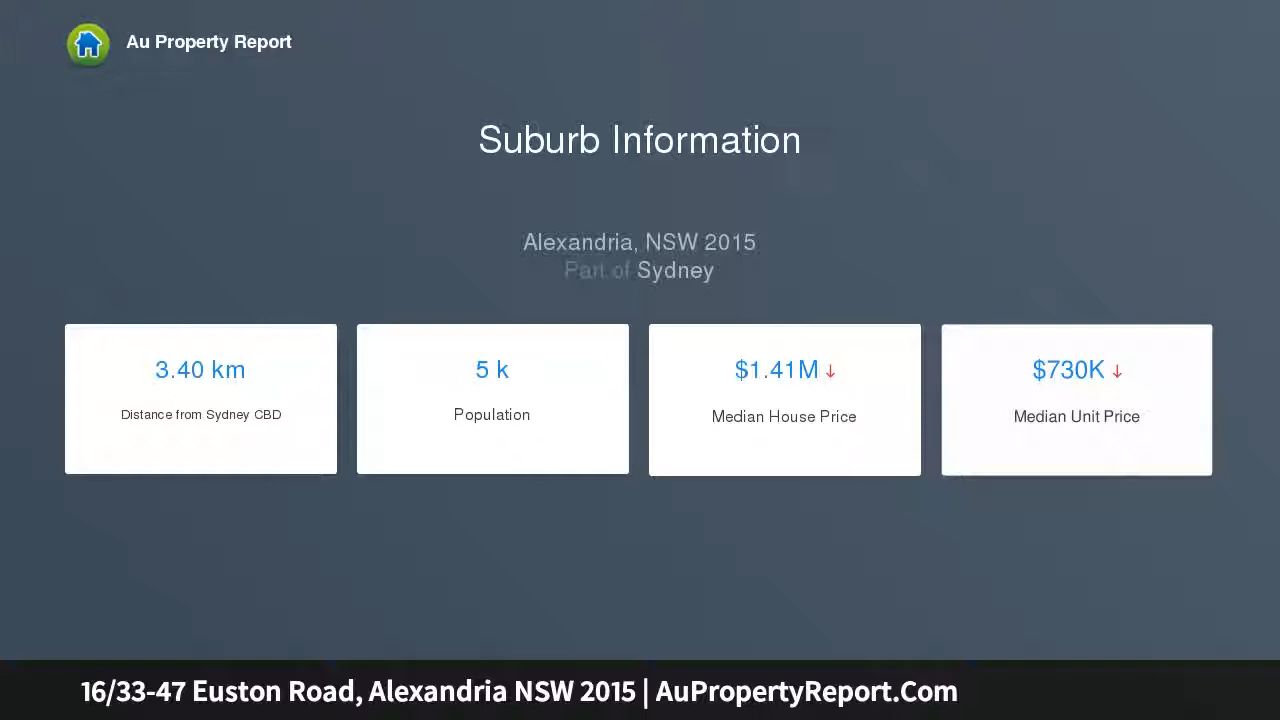 Au Property Report
Suburb Information
Alexandria, NSW 2015
Part of Sydney
3.40 km
Distance from Sydney CBD
5 k
Population
$1.41M ↓
Median House Price
$730K ↓
Median Unit Price
16/33-47 Euston Road, Alexandria NSW 2015 | AuPropertyReport.Com